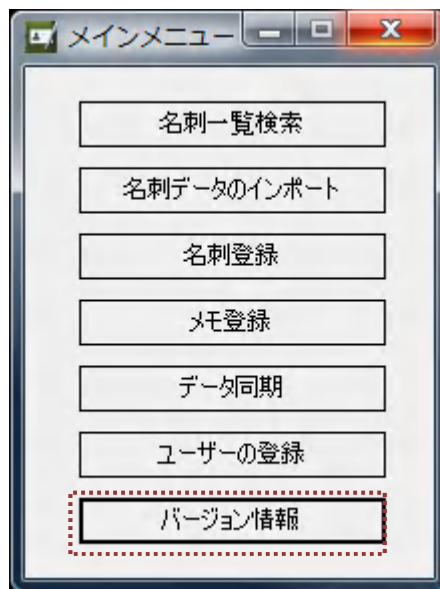 メインメニュー
名刺一覧検索
名刺データのインポート
名刺登録
メモ登録
データ同期
ユーザーの登録
バージョン情報